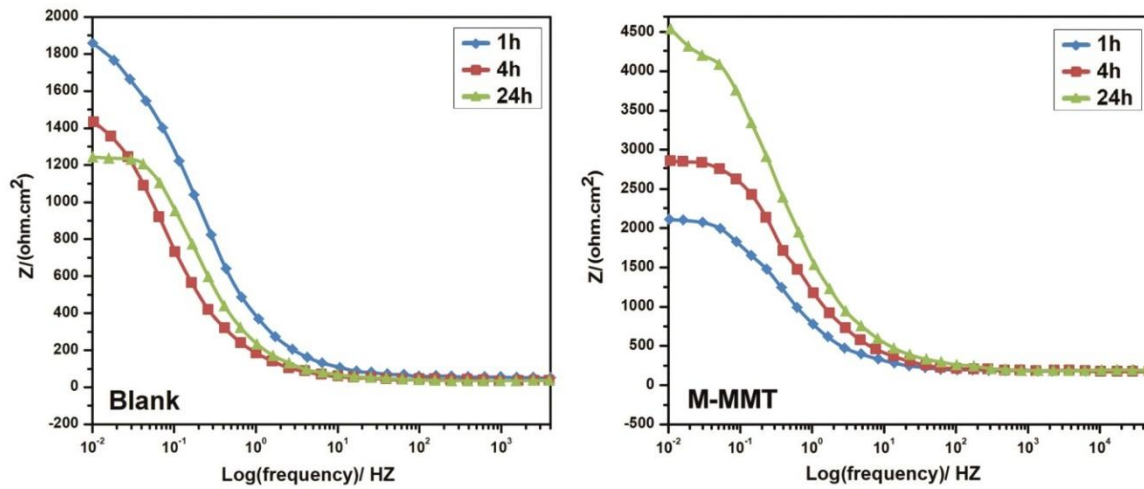 2000
1800
1600
1400
1200
1000
800
600
400
200
0
-200
Z/(ohm.cm²)
1h
4h
24h
Blank
10⁻² 10⁻¹ 10⁰ 10¹ 10² 10³
Log(frequency)/ HZ
4500
4000
3750
3500
3000
2500
2000
1500
1000
500
0
-500
Z/(ohm.cm²)
1h
4h
24h
M-MMT
10⁻² 10⁻¹ 10⁰ 10¹ 10² 10³ 10⁴
Log(frequency)/ HZ